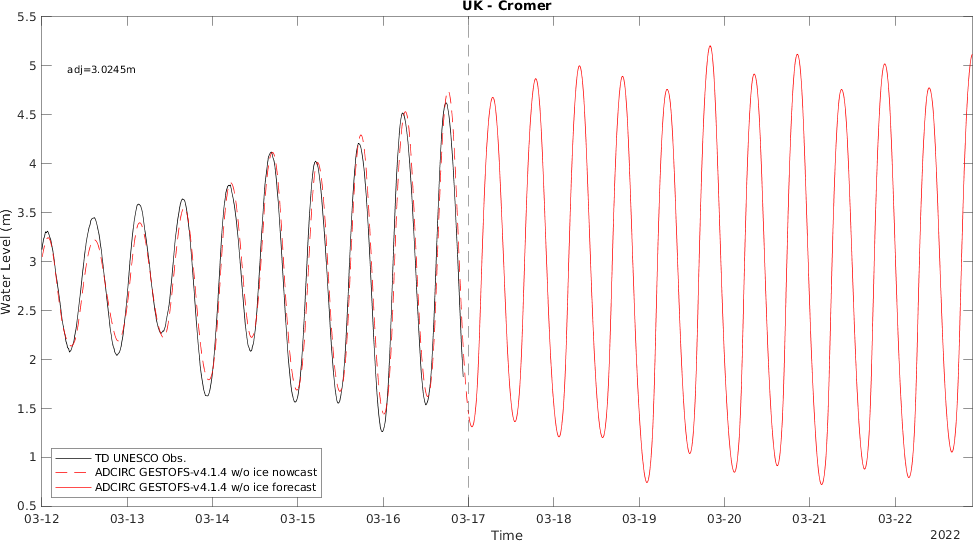 UK - Cromer
5.5
5
4.5
4
3.5
3
2.5
2
1.5
1
0.5
Water Level (m)
adj=3.0245m
TD UNESCO Obs.
ADCIRC GESTOFS-v4.1.4 w/o ice nowcast
ADCIRC GESTOFS-v4.1.4 w/o ice forecast
03-12 03-13 03-14 03-15 03-16 03-17 03-18 03-19 03-20 03-21 03-22
Time
2022